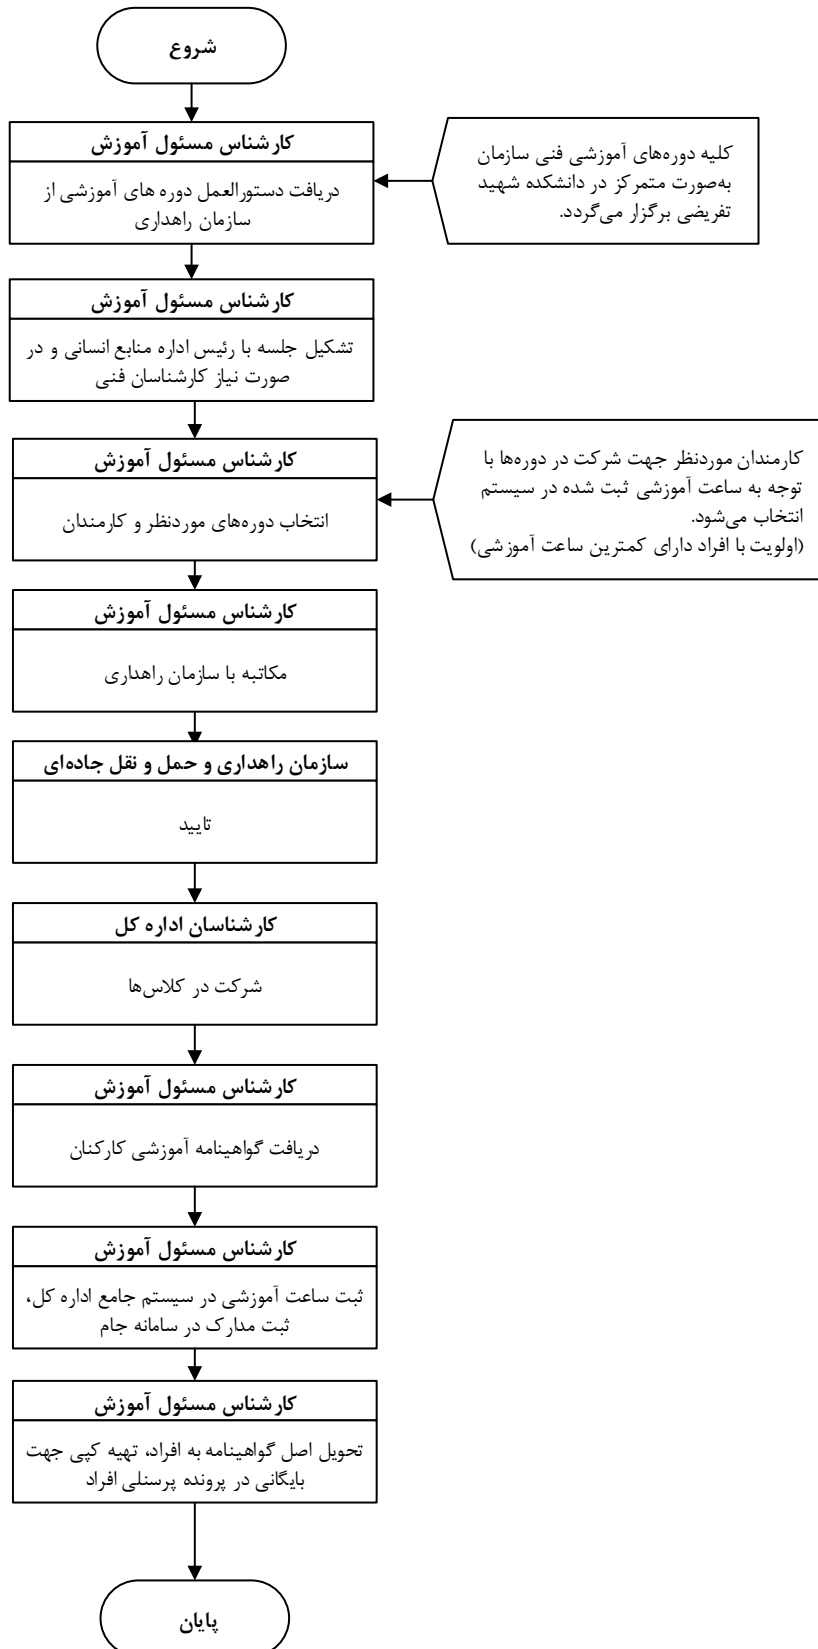 شروع
کارشناس مسئول آموزش
دریافت دستورالعمل دوره های آموزشی از
سازمان راهداری
کلیه دوره‌های آموزشی فنی سازمان
به‌صورت متمرکز در دانشکده شهید
تفریضی برگزار می‌گردد.
کارشناس مسئول آموزش
تشکیل جلسه با رئیس اداره منابع انسانی و در
صورت نیاز کارشناسان فنی
کارشناس مسئول آموزش
انتخاب دوره‌های موردنظر و کارمندان
کارمندان موردنظر جهت شرکت در دوره‌ها با
توجه به ساعت آموزشی ثبت شده در سیستم
انتخاب می‌شود.
(اولویت با افراد دارای کمترین ساعت آموزشی)
کارشناس مسئول آموزش
مکاتبه با سازمان راهداری
سازمان راهداری و حمل و نقل جاده‌ای
تایید
کارشناسان اداره کل
شرکت در کلاس‌ها
کارشناس مسئول آموزش
دریافت گواهینامه آموزشی کارکنان
کارشناس مسئول آموزش
ثبت ساعت آموزشی در سیستم جامع اداره کل،
ثبت مدارک در سامانه جام
کارشناس مسئول آموزش
تحویل اصل گواهینامه به افراد، تهیه کپی جهت
بایگانی در پرونده پرسنلی افراد
پایان